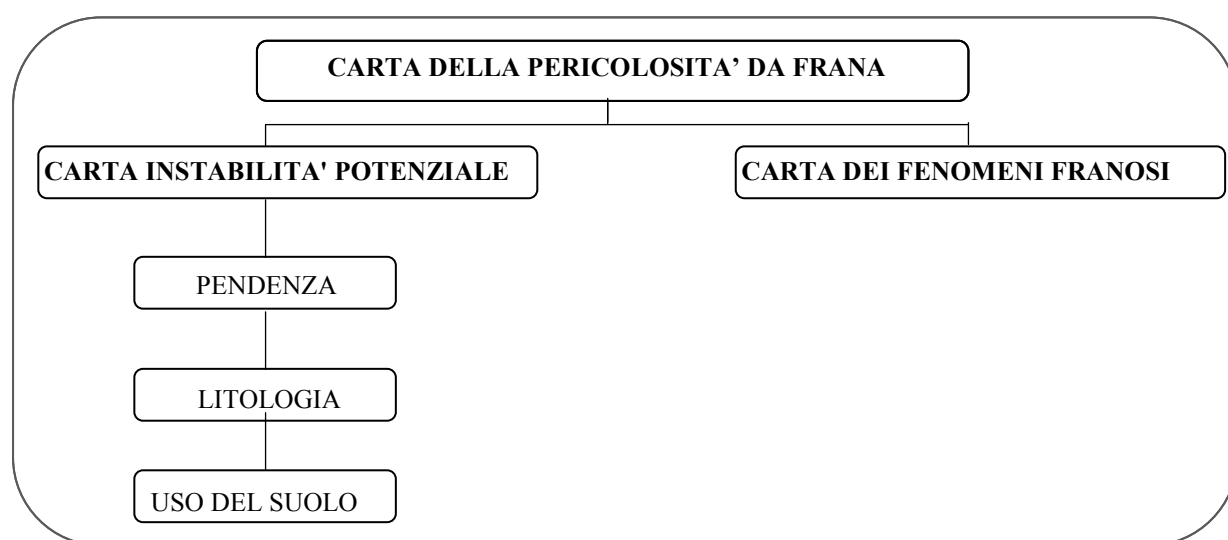 CARTA DELLA PERICOLOSITA’ DA FRANA
CARTA INSTABILITA' POTENZIALE
CARTA DEI FENOMENI FRANOSI
PENDENZA
LITOLOGIA
USO DEL SUOLO